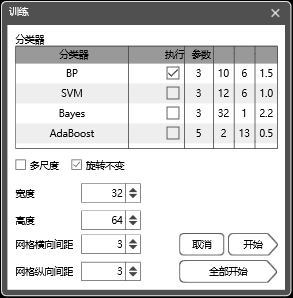 训练
分类器
分类器 执行 参数
BP 3 10 6 1.5
SVM 3 12 6 1.0
Bayes 3 32 1 2.2
AdaBoost 5 2 13 0.5
多尺度 旋转不变
宽度 32
高度 64
网格横向间距 3 取消 开始
网格纵向间距 3 全部开始